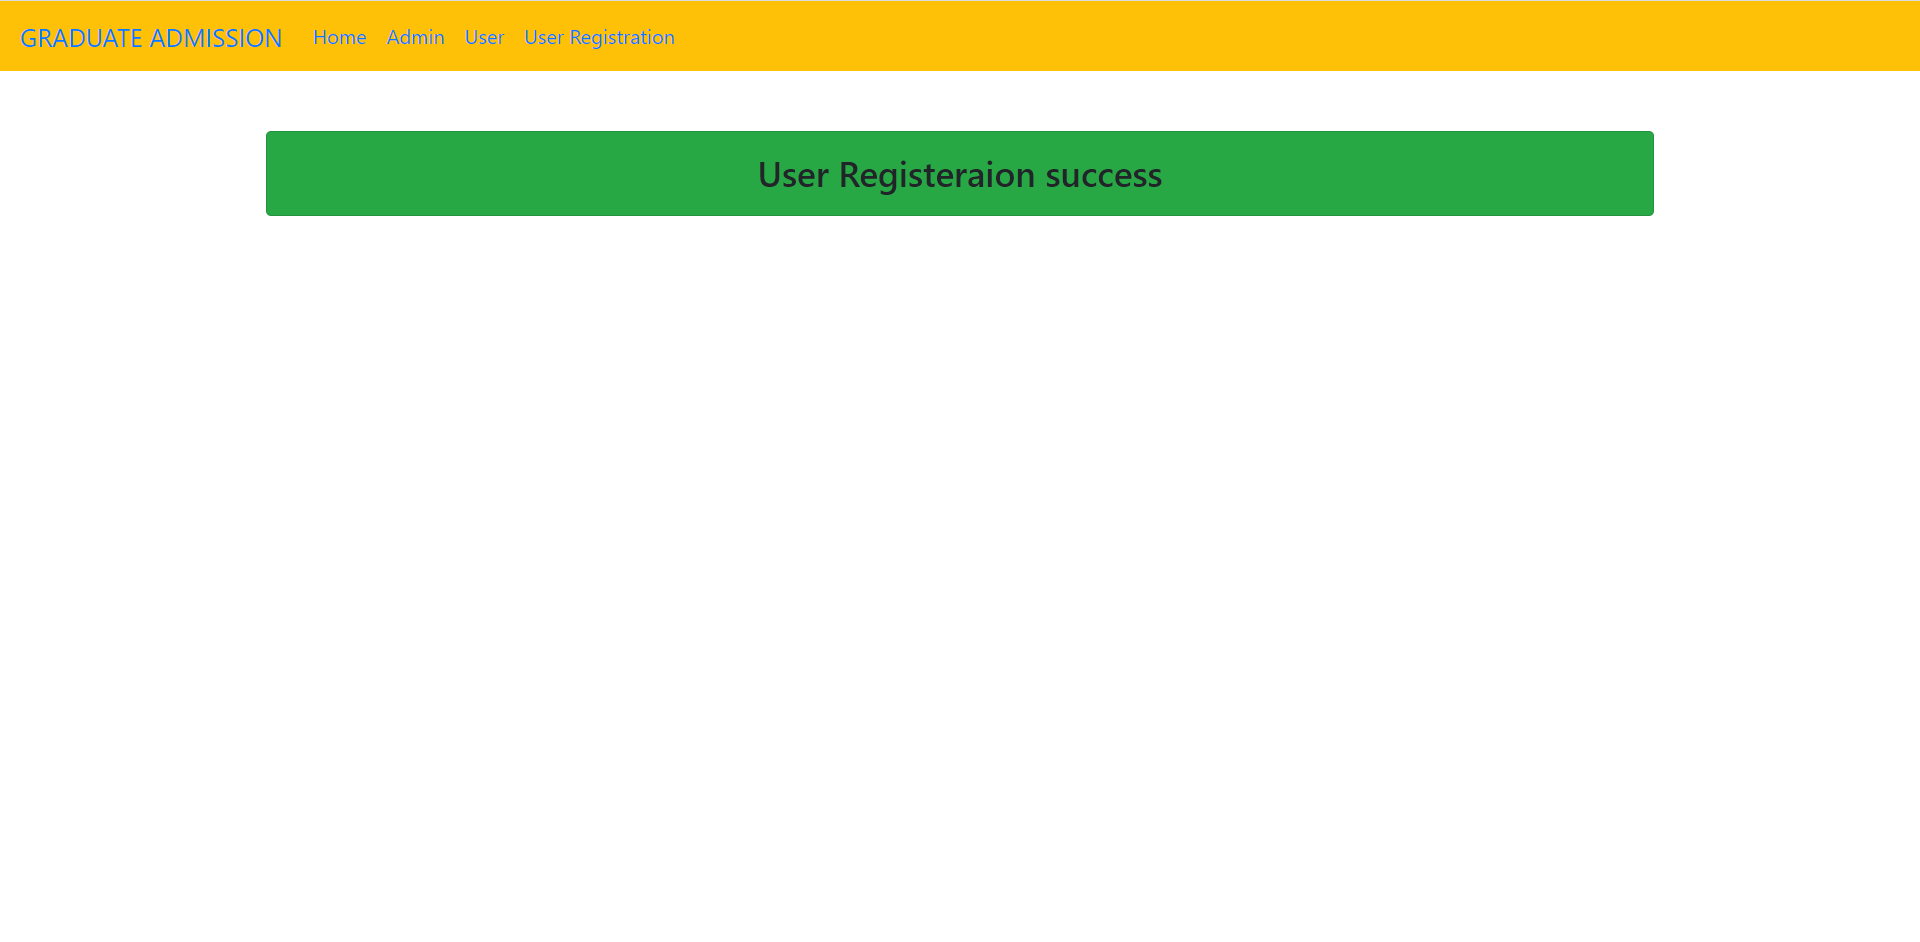 GRADUATE ADMISSION Home Admin User User Registration
User Registeraion success